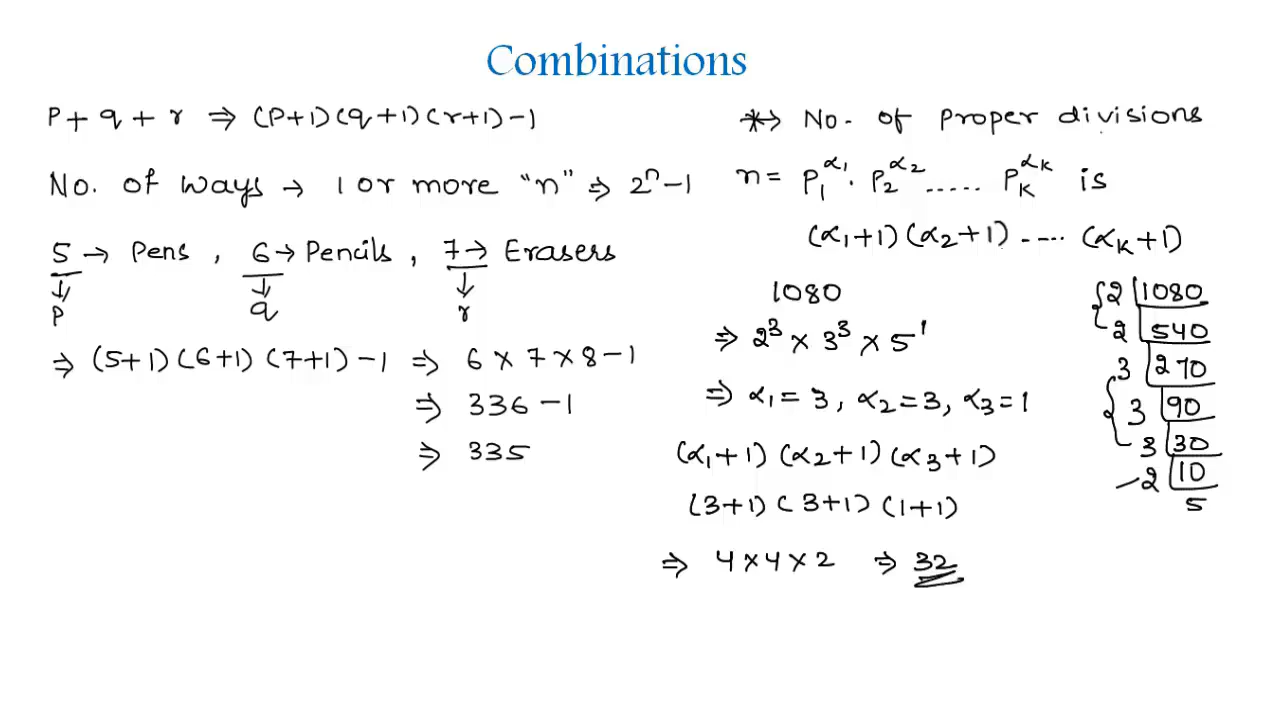 Combinations
P + q + r ⇒ (P+1)(q+1)(r+1)-1
No. of ways → 1 or more "n" ⇒ 2ⁿ-1
5 → Pens , 6 → Pencils , 7 → Erasers
↓ ↓ ↓
P q r
⇒ (5+1)(6+1)(7+1)-1 ⇒ 6 × 7 × 8 - 1
⇒ 336 - 1
⇒ 335
*→ No. of Proper divisions
n = P₁^α₁ . P₂^α₂ ..... P_K^α_K is
(α₁+1)(α₂+1) .... (α_K+1)
1080
⇒ 2³ × 3³ × 5¹
⇒ α₁ = 3, α₂ = 3, α₃ = 1
(α₁+1)(α₂+1)(α₃+1)
(3+1)(3+1)(1+1)
⇒ 4 × 4 × 2 ⇒ 32
2 1080
2 540
3 270
3 90
3 30
2 10
5